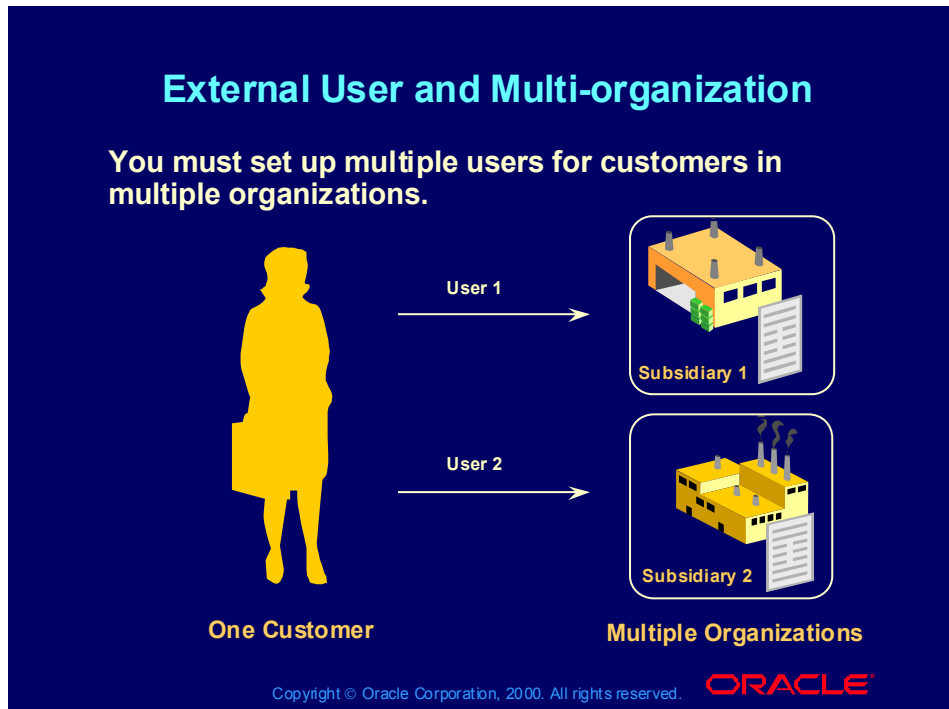 External User and Multi-organization
You must set up multiple users for customers in
multiple organizations.
User 1
Subsidiary 1
User 2
Subsidiary 2
One Customer
Multiple Organizations
Copyright © Oracle Corporation, 2000. All rights reserved.
ORACLE®